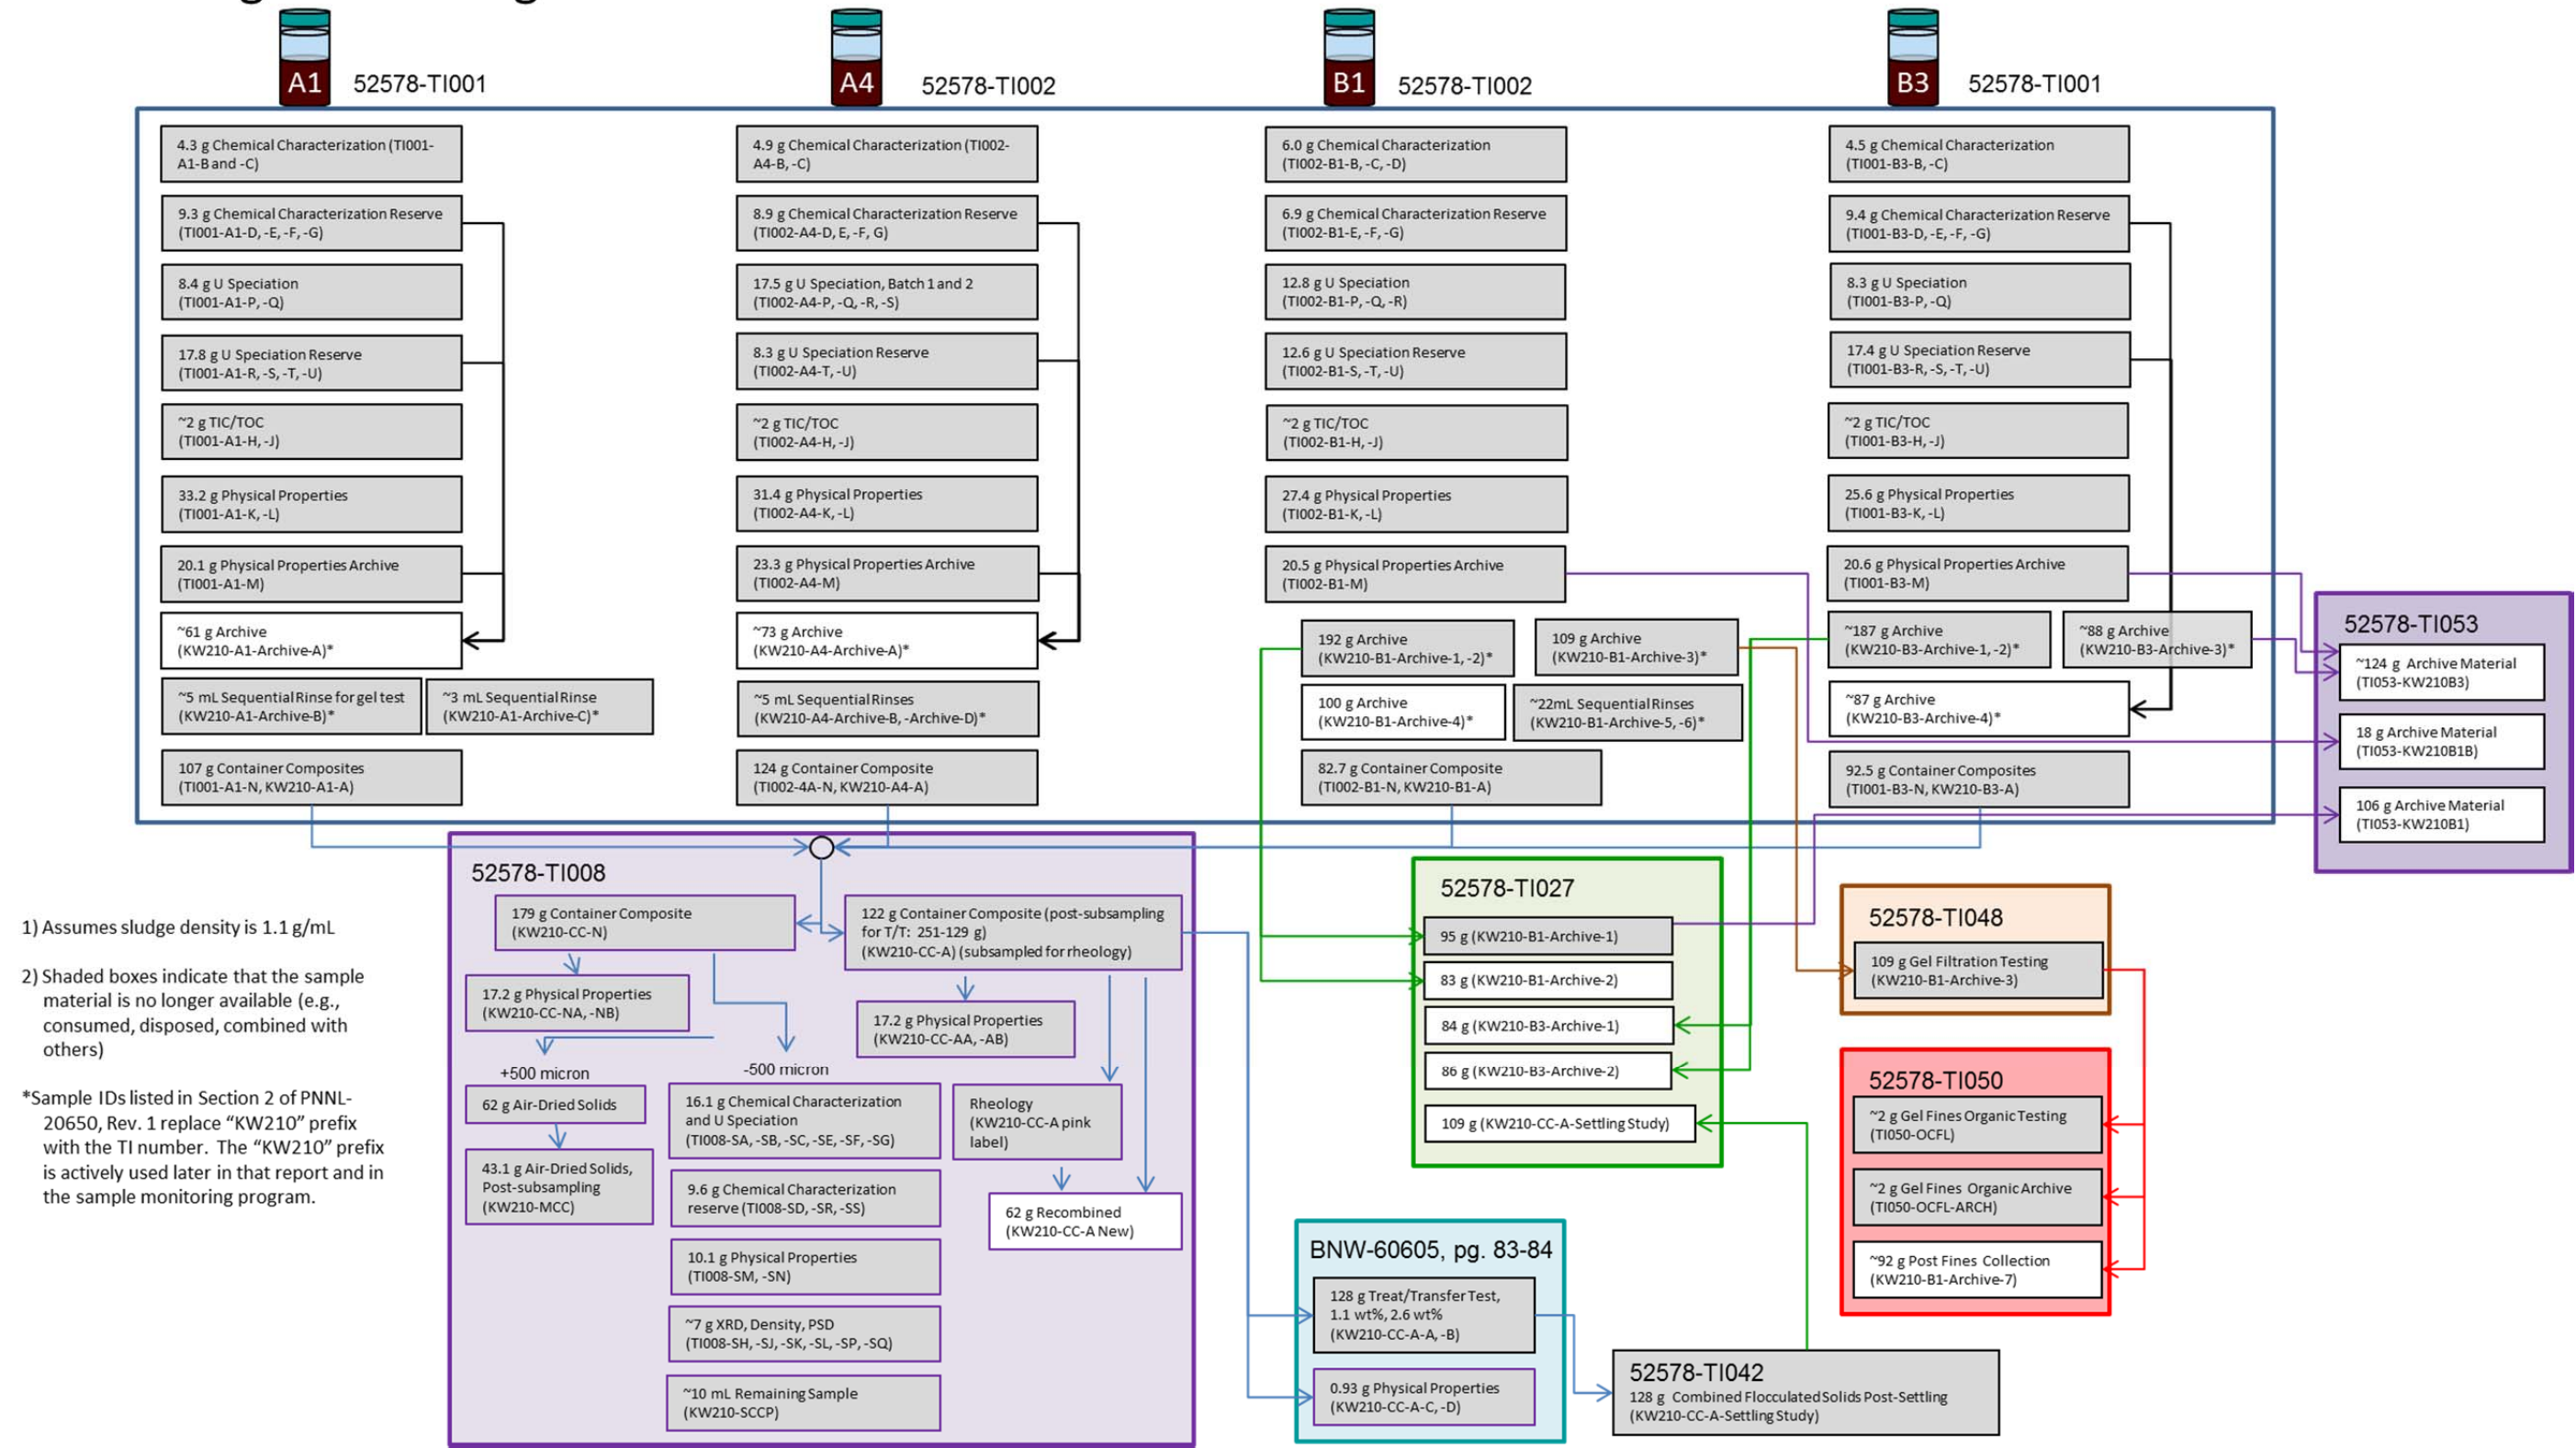 A1
52578-TI001
A4
52578-TI002
B1
52578-TI002
B3
52578-TI001
4.3 g Chemical Characterization (TI001-
A1-B and -C)
9.3 g Chemical Characterization Reserve
(TI001-A1-D, -E, -F, -G)
8.4 g U Speciation
(TI001-A1-P, -Q)
17.8 g U Speciation Reserve
(TI001-A1-R, -S, -T, -U)
~2 g TIC/TOC
(TI001-A1-H, -J)
33.2 g Physical Properties
(TI001-A1-K, -L)
20.1 g Physical Properties Archive
(TI001-A1-M)
~61 g Archive
(KW210-A1-Archive-A)*
~5 mL Sequential Rinse for gel test
(KW210-A1-Archive-B)*
~3 mL Sequential Rinse
(KW210-A1-Archive-C)*
107 g Container Composites
(TI001-A1-N, KW210-A1-A)
4.9 g Chemical Characterization (TI002-
A4-B, -C)
8.9 g Chemical Characterization Reserve
(TI002-A4-D, E, -F, G)
17.5 g U Speciation, Batch 1 and 2
(TI002-A4-P, -Q, -R, -S)
8.3 g U Speciation Reserve
(TI002-A4-T, -U)
~2 g TIC/TOC
(TI002-A4-H, -J)
31.4 g Physical Properties
(TI002-A4-K, -L)
23.3 g Physical Properties Archive
(TI002-A4-M)
~73 g Archive
(KW210-A4-Archive-A)*
~5 mL Sequential Rinses
(KW210-A4-Archive-B, -Archive-D)*
124 g Container Composite
(TI002-4A-N, KW210-A4-A)
6.0 g Chemical Characterization
(TI002-B1-B, -C, -D)
6.9 g Chemical Characterization Reserve
(TI002-B1-E, -F, -G)
12.8 g U Speciation
(TI002-B1-P, -Q, -R)
12.6 g U Speciation Reserve
(TI002-B1-S, -T, -U)
~2 g TIC/TOC
(TI002-B1-H, -J)
27.4 g Physical Properties
(TI002-B1-K, -L)
20.5 g Physical Properties Archive
(TI002-B1-M)
192 g Archive
(KW210-B1-Archive-1, -2)*
109 g Archive
(KW210-B1-Archive-3)*
100 g Archive
(KW210-B1-Archive-4)*
~22mL Sequential Rinses
(KW210-B1-Archive-5, -6)*
82.7 g Container Composite
(TI002-B1-N, KW210-B1-A)
4.5 g Chemical Characterization
(TI001-B3-B, -C)
9.4 g Chemical Characterization Reserve
(TI001-B3-D, -E, -F, -G)
8.3 g U Speciation
(TI001-B3-P, -Q)
17.4 g U Speciation Reserve
(TI001-B3-R, -S, -T, -U)
~2 g TIC/TOC
(TI001-B3-H, -J)
25.6 g Physical Properties
(TI001-B3-K, -L)
20.6 g Physical Properties Archive
(TI001-B3-M)
~187 g Archive
(KW210-B3-Archive-1, -2)*
~88 g Archive
(KW210-B3-Archive-3)*
~87 g Archive
(KW210-B3-Archive-4)*
92.5 g Container Composites
(TI001-B3-N, KW210-B3-A)
52578-TI053
~124 g Archive Material
(TI053-KW210B3)
18 g Archive Material
(TI053-KW210B1B)
106 g Archive Material
(TI053-KW210B1)
1) Assumes sludge density is 1.1 g/mL
2) Shaded boxes indicate that the sample
material is no longer available (e.g.,
consumed, disposed, combined with
others)
*Sample IDs listed in Section 2 of PNNL-
20650, Rev. 1 replace “KW210” prefix
with the TI number. The “KW210” prefix
is actively used later in that report and in
the sample monitoring program.
52578-TI008
179 g Container Composite
(KW210-CC-N)
122 g Container Composite (post-subsampling
for T/T: 251-129 g)
(KW210-CC-A) (subsampled for rheology)
17.2 g Physical Properties
(KW210-CC-NA, -NB)
17.2 g Physical Properties
(KW210-CC-AA, -AB)
+500 micron
-500 micron
62 g Air-Dried Solids
43.1 g Air-Dried Solids,
Post-subsampling
(KW210-MCC)
16.1 g Chemical Characterization
and U Speciation
(TI008-SA, -SB, -SC, -SE, -SF, -SG)
9.6 g Chemical Characterization
reserve (TI008-SD, -SR, -SS)
10.1 g Physical Properties
(TI008-SM, -SN)
~7 g XRD, Density, PSD
(TI008-SH, -SJ, -SK, -SL, -SP, -SQ)
~10 mL Remaining Sample
(KW210-SCCP)
Rheology
(KW210-CC-A pink
label)
62 g Recombined
(KW210-CC-A New)
52578-TI027
95 g (KW210-B1-Archive-1)
83 g (KW210-B1-Archive-2)
84 g (KW210-B3-Archive-1)
86 g (KW210-B3-Archive-2)
109 g (KW210-CC-A-Settling Study)
52578-TI048
109 g Gel Filtration Testing
(KW210-B1-Archive-3)
52578-TI050
~2 g Gel Fines Organic Testing
(TI050-OCFL)
~2 g Gel Fines Organic Archive
(TI050-OCFL-ARCH)
~92 g Post Fines Collection
(KW210-B1-Archive-7)
BNW-60605, pg. 83-84
128 g Treat/Transfer Test,
1.1 wt%, 2.6 wt%
(KW210-CC-A-A, -B)
0.93 g Physical Properties
(KW210-CC-A-C, -D)
52578-TI042
128 g Combined Flocculated Solids Post-Settling
(KW210-CC-A-Settling Study)